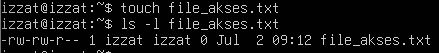 izzat@izzat:~$ touch file_akses.txt
izzat@izzat:~$ ls -l file_akses.txt
-rw-rw-r-- 1 izzat izzat 0 Jul  2 09:12 file_akses.txt